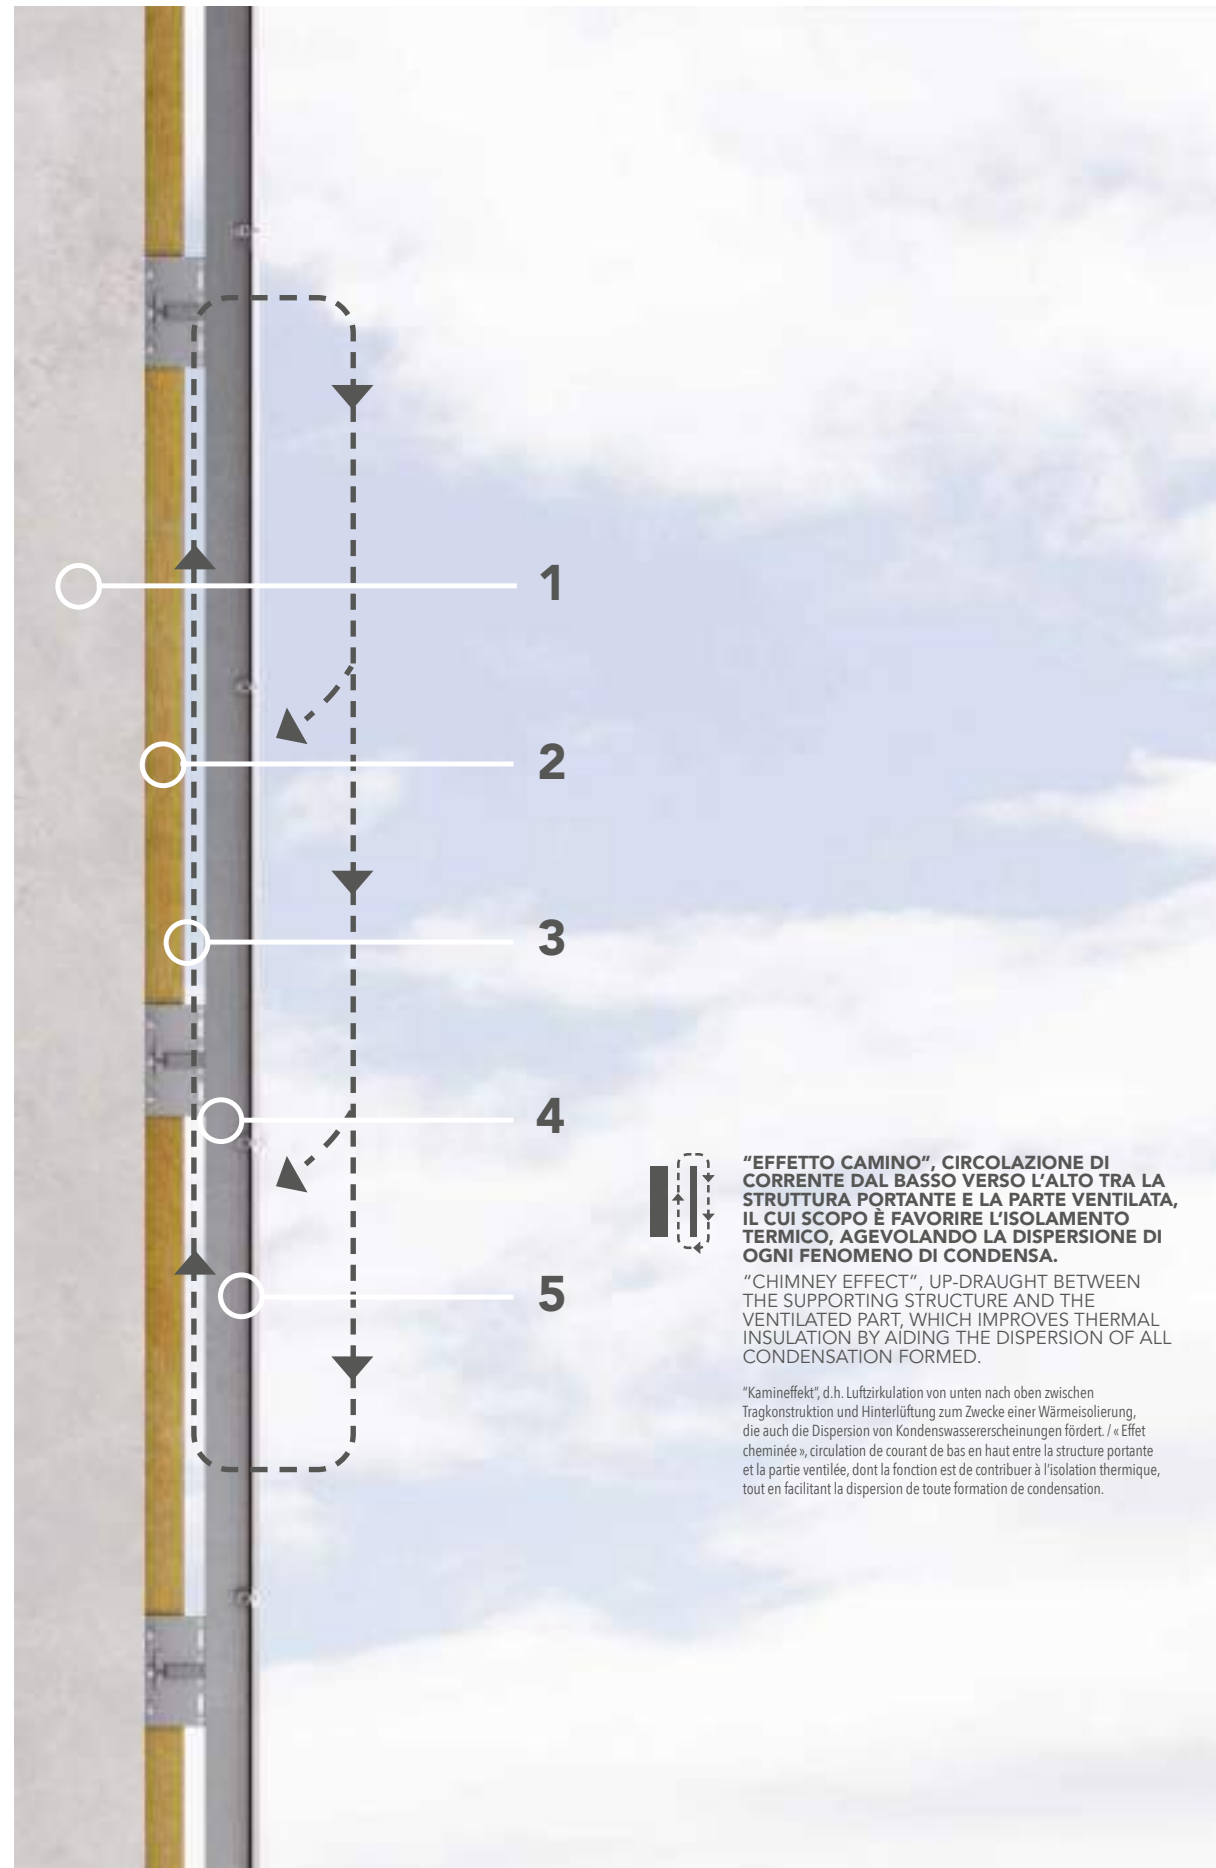 1
2
3
4
5
“EFFETTO CAMINO”, CIRCOLAZIONE DI
CORRENTE DAL BASSO VERSO L’ALTO TRA LA
STRUTTURA PORTANTE E LA PARTE VENTILATA,
IL CUI SCOPO È FAVORIRE L’ISOLAMENTO
TERMICO, AGEVOLANDO LA DISPERSIONE DI
OGNI FENOMENO DI CONDENSA.
“CHIMNEY EFFECT”, UP-DRAUGHT BETWEEN
THE SUPPORTING STRUCTURE AND THE
VENTILATED PART, WHICH IMPROVES THERMAL
INSULATION BY AIDING THE DISPERSION OF ALL
CONDENSATION FORMED.
“Kamineffekt”, d.h. Luftzirkulation von unten nach oben zwischen
Tragkonstruktion und Hinterlüftung zum Zwecke einer Wärmeisolierung,
die auch die Dispersion von Kondenswassererscheinungen fördert. / « Effet
cheminée », circulation de courant de bas en haut entre la structure portante
et la partie ventilée, dont la fonction est de contribuer à l’isolation thermique,
tout en facilitant la dispersion de toute formation de condensation.